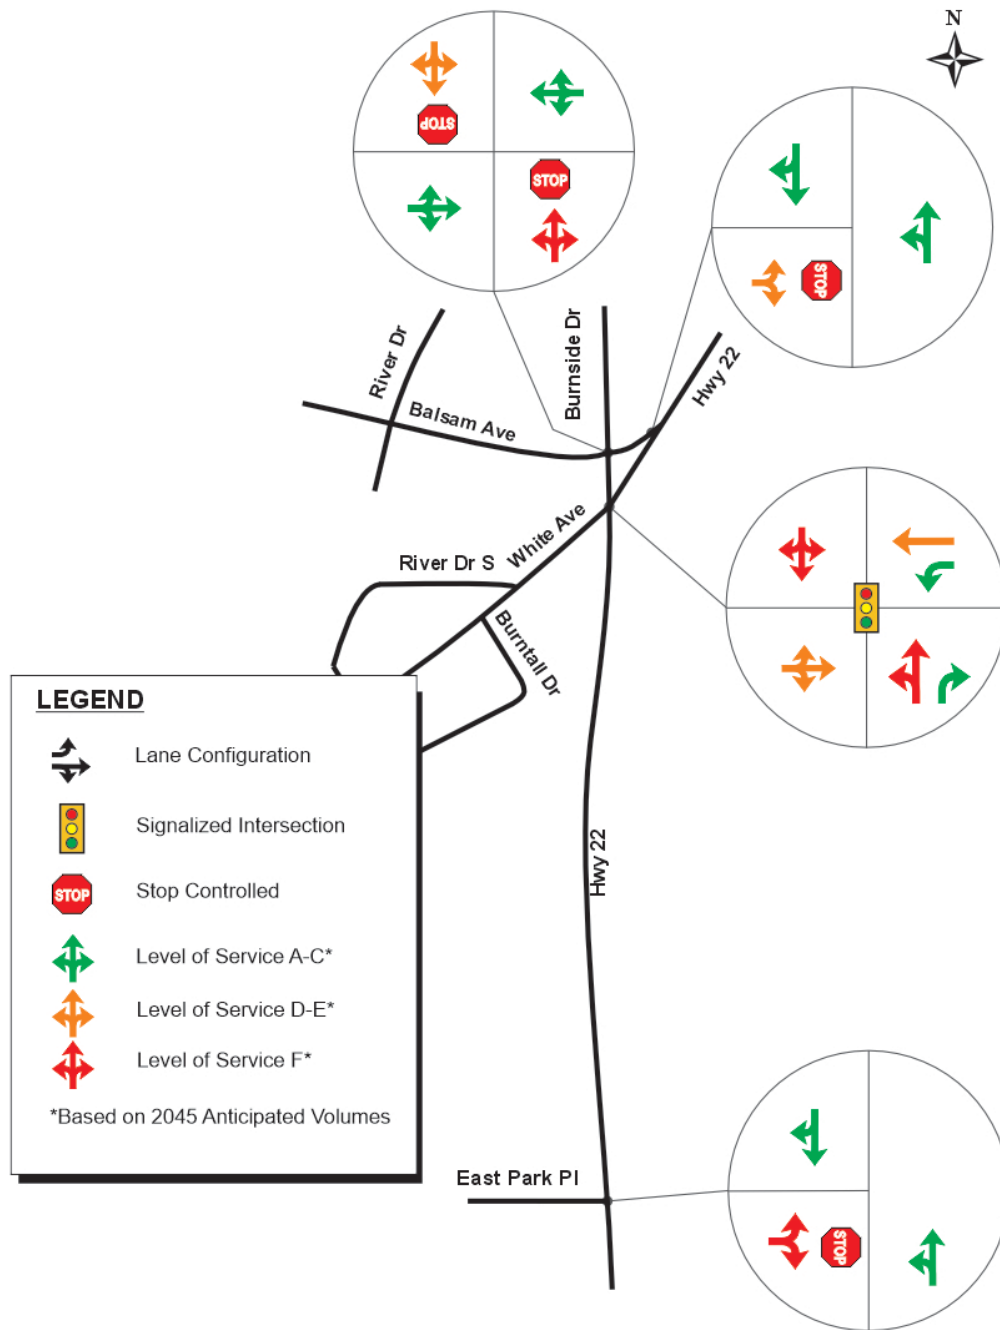 N
STOP
STOP
STOP
River Dr
Balsam Ave
Burnside Dr
Hwy 22
White Ave
River Dr S
Burntall Dr
LEGEND
Lane Configuration
Signalized Intersection
STOP
Stop Controlled
Level of Service A-C*
Level of Service D-E*
Level of Service F*
*Based on 2045 Anticipated Volumes
Hwy 22
East Park Pl
STOP